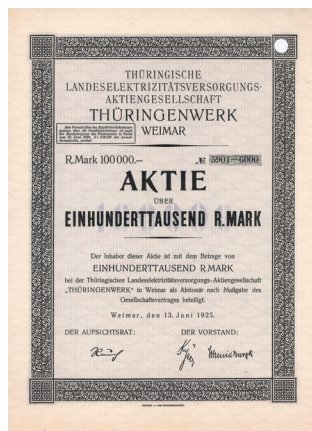 THÜRINGISCHE
LANDESELEKTRIZITÄTSVERSORGUNGS-
AKTIENGESELLSCHAFT
THÜRINGENWERK
WEIMAR
R.Mark 100000.— № 5901—6000
AKTIE
ÜBER
EINHUNDERTTAUSEND R.MARK
Der Inhaber dieser Aktie ist mit dem Betrage von
EINHUNDERTTAUSEND R.MARK
bei der Thüringischen Landeselektrizitätsversorgungs-Aktiengesellschaft
„THÜRINGENWERK“ in Weimar als Aktionär nach Maßgabe des
Gesellschaftsvertrages beteiligt.
Weimar, den 13. Juni 1925.
DER AUFSICHTSRAT: DER VORSTAND: